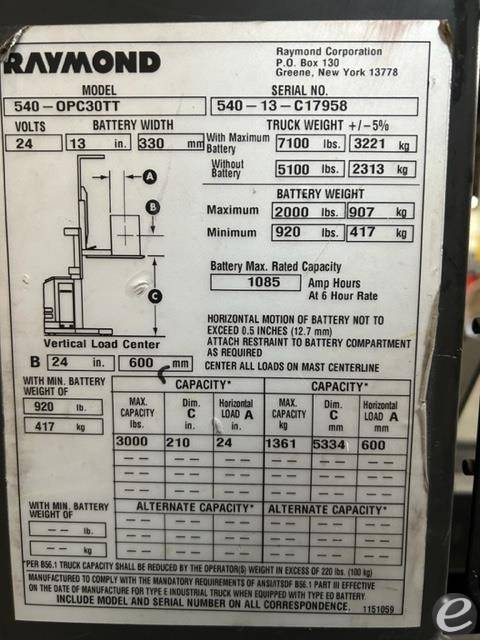 RAYMOND
Raymond Corporation
P.O. Box 130
Greene, New York 13778
MODEL
540-OPC30TT
SERIAL NO.
540-13-C17958
VOLTS
24
BATTERY WIDTH
13 in. 330 mm
TRUCK WEIGHT +/-5%
With Maximum Battery 7100 lbs. 3221 kg
Without Battery 5100 lbs. 2313 kg
BATTERY WEIGHT
Maximum 2000 lbs. 907 kg
Minimum 920 lbs. 417 kg
Battery Max. Rated Capacity
1085 Amp Hours
At 6 Hour Rate
A
B
C
HORIZONTAL MOTION OF BATTERY NOT TO
EXCEED 0.5 INCHES (12.7 mm)
ATTACH RESTRAINT TO BATTERY COMPARTMENT
AS REQUIRED
CENTER ALL LOADS ON MAST CENTERLINE
Vertical Load Center
B 24 in. 600 mm
WITH MIN. BATTERY
WEIGHT OF
920 lb.
417 kg
CAPACITY* CAPACITY*
MAX. CAPACITY lbs. Dim. C in. Horizontal LOAD A in. MAX. CAPACITY kg Dim. C mm Horizontal LOAD A mm
3000 210 24 1361 5334 600
-- -- -- -- -- --
-- -- -- -- -- --
-- -- -- -- -- --
WITH MIN. BATTERY
WEIGHT OF
-- lb.
-- kg
ALTERNATE CAPACITY* ALTERNATE CAPACITY*
-- -- -- -- -- --
-- -- -- -- -- --
-- -- -- -- -- --
*PER B56.1 TRUCK CAPACITY SHALL BE REDUCED BY THE OPERATOR(S) WEIGHT IN EXCESS OF 220 lbs. (100 kg)
MANUFACTURED TO COMPLY WITH THE MANDATORY REQUIREMENTS OF ANSI/ITSDF B56.1 PART III EFFECTIVE
ON THE DATE OF MANUFACTURE FOR TYPE E INDUSTRIAL TRUCK WHEN EQUIPPED WITH TYPE EO BATTERY.
INCLUDE MODEL AND SERIAL NUMBER ON ALL CORRESPONDENCE. 1151059
e